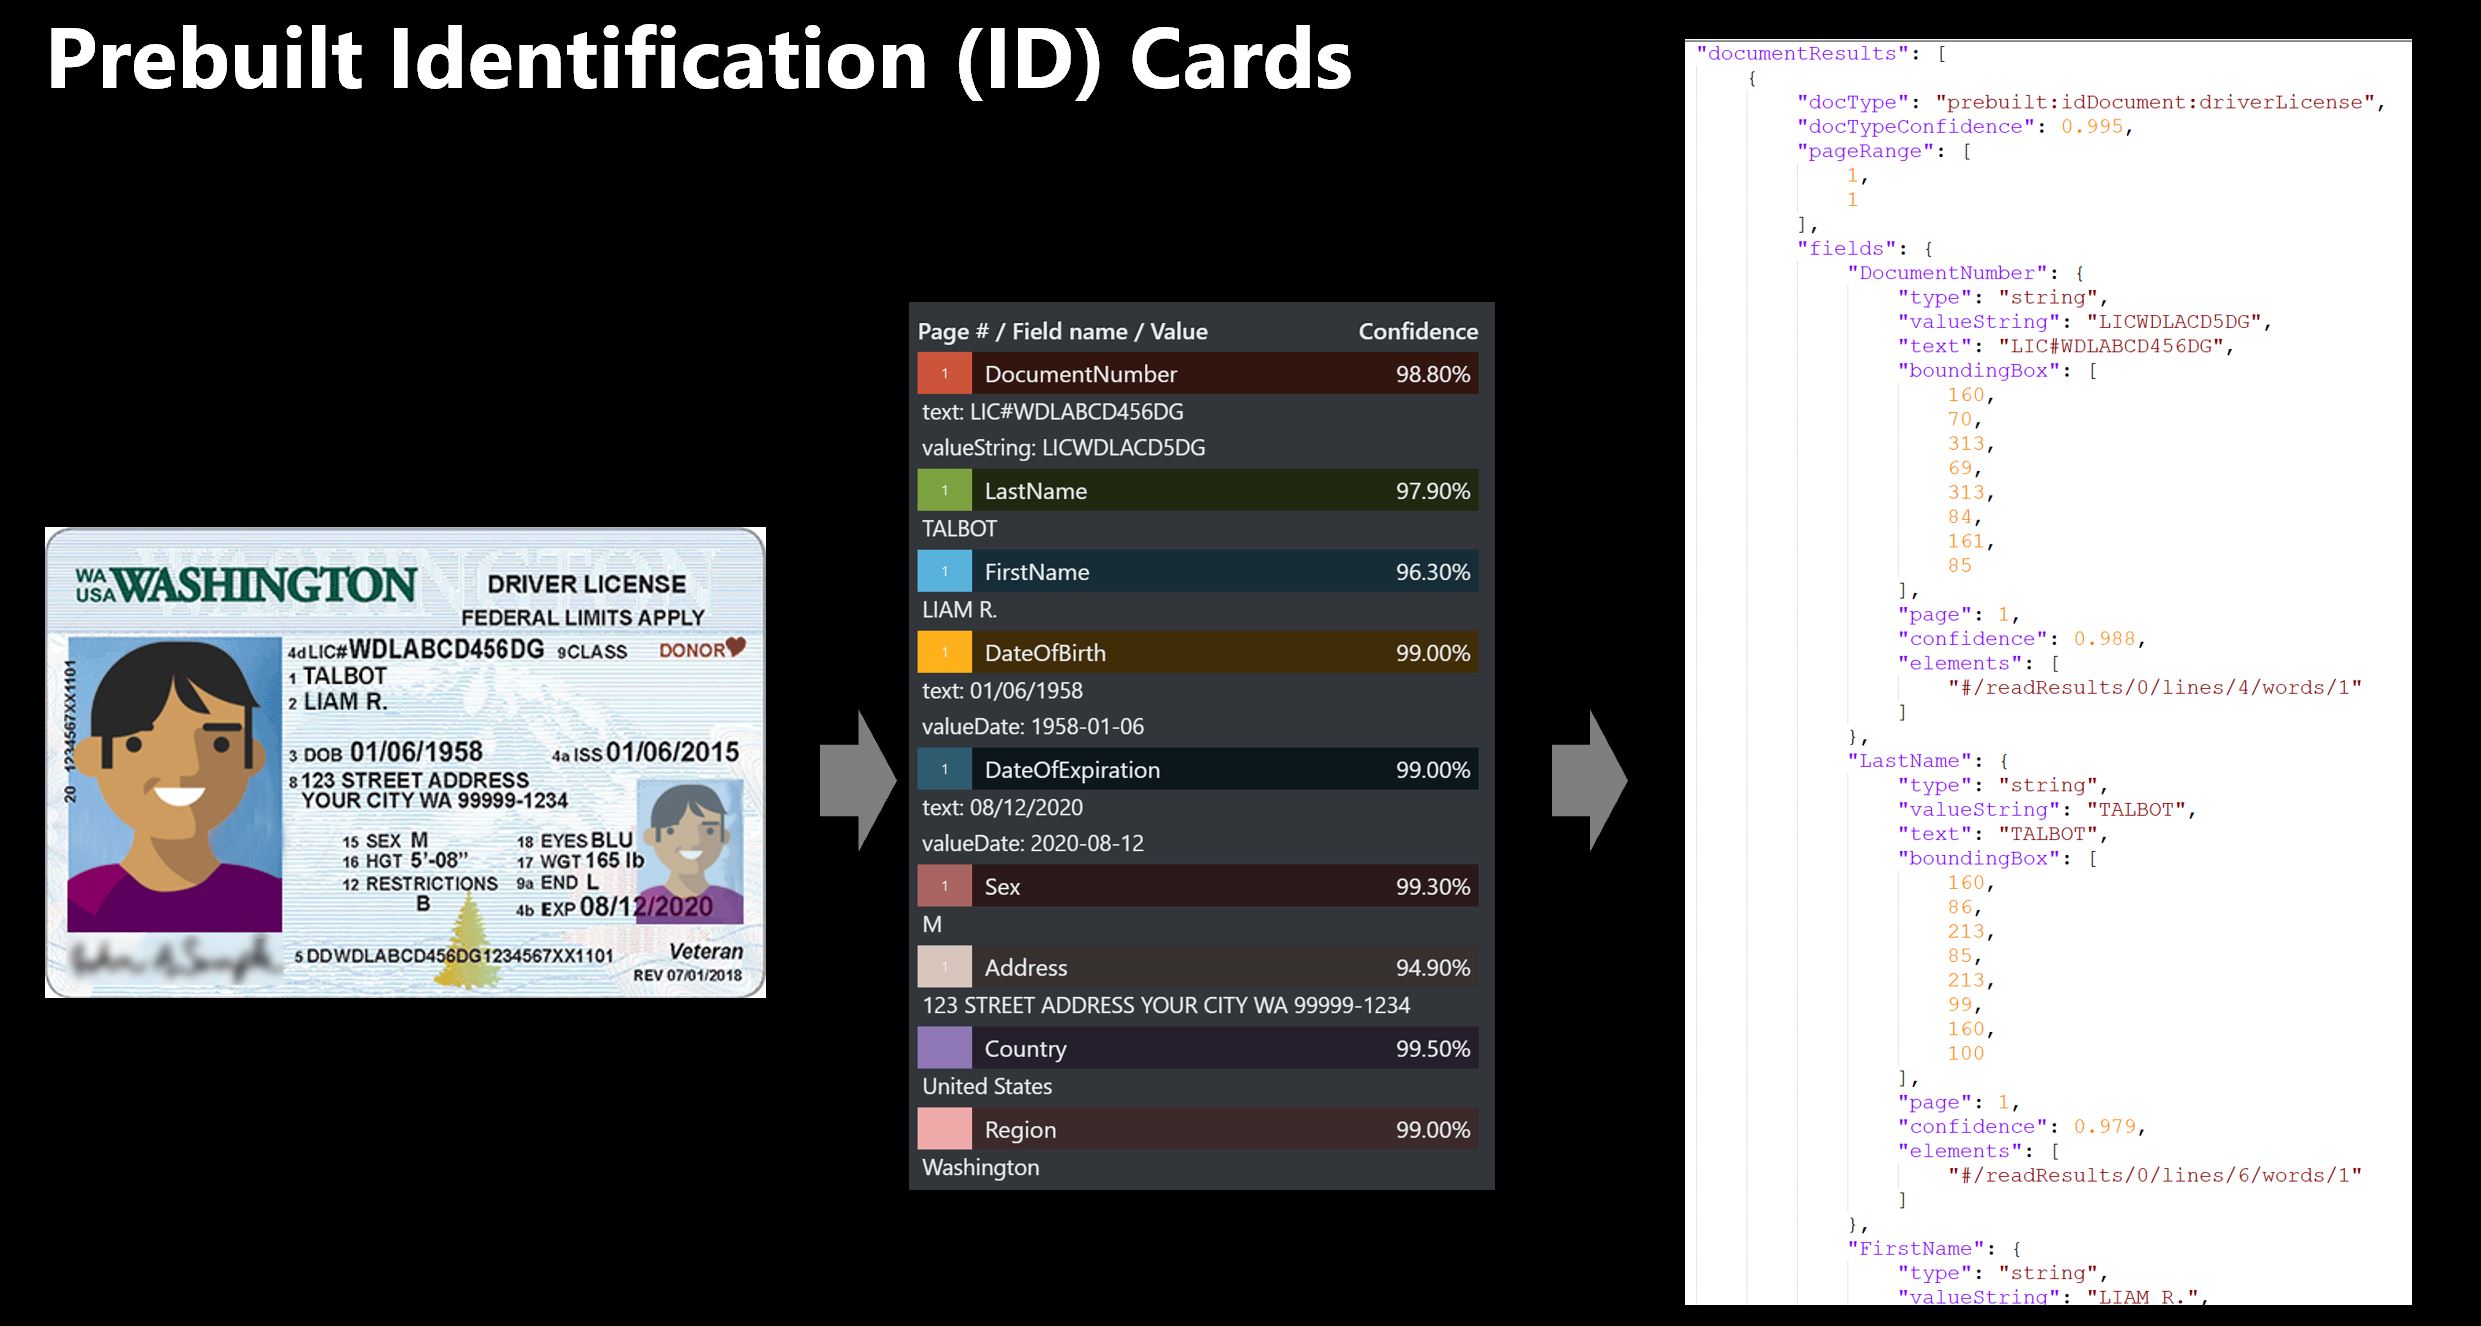 Prebuilt Identification (ID) Cards
WA
USA WASHINGTON
DRIVER LICENSE
FEDERAL LIMITS APPLY
4d LIC#WDLABCD456DG 9CLASS DONOR
1 TALBOT
2 LIAM R.
20 1234567XX1101
3 DOB 01/06/1958 4a ISS 01/06/2015
8 123 STREET ADDRESS
YOUR CITY WA 99999-1234
15 SEX M 18 EYES BLU
16 HGT 5'-08" 17 WGT 165 lb
12 RESTRICTIONS 9a END L
B 4b EXP 08/12/2020
5 DDWDLABCD456DG1234567XX1101
Veteran
REV 07/01/2018
Page # / Field name / Value Confidence
1 DocumentNumber 98.80%
text: LIC#WDLABCD456DG
valueString: LICWDLACD5DG
1 LastName 97.90%
TALBOT
1 FirstName 96.30%
LIAM R.
1 DateOfBirth 99.00%
text: 01/06/1958
valueDate: 1958-01-06
1 DateOfExpiration 99.00%
text: 08/12/2020
valueDate: 2020-08-12
1 Sex 99.30%
M
1 Address 94.90%
123 STREET ADDRESS YOUR CITY WA 99999-1234
Country 99.50%
United States
Region 99.00%
Washington
"documentResults": [
{
"docType": "prebuilt:idDocument:driverLicense",
"docTypeConfidence": 0.995,
"pageRange": [
1,
1
],
"fields": {
"DocumentNumber": {
"type": "string",
"valueString": "LICWDLACD5DG",
"text": "LIC#WDLABCD456DG",
"boundingBox": [
160,
70,
313,
69,
313,
84,
161,
85
],
"page": 1,
"confidence": 0.988,
"elements": [
"#/readResults/0/lines/4/words/1"
]
},
"LastName": {
"type": "string",
"valueString": "TALBOT",
"text": "TALBOT",
"boundingBox": [
160,
86,
213,
85,
213,
99,
160,
100
],
"page": 1,
"confidence": 0.979,
"elements": [
"#/readResults/0/lines/6/words/1"
]
},
"FirstName": {
"type": "string",
"valueString": "LIAM R.",